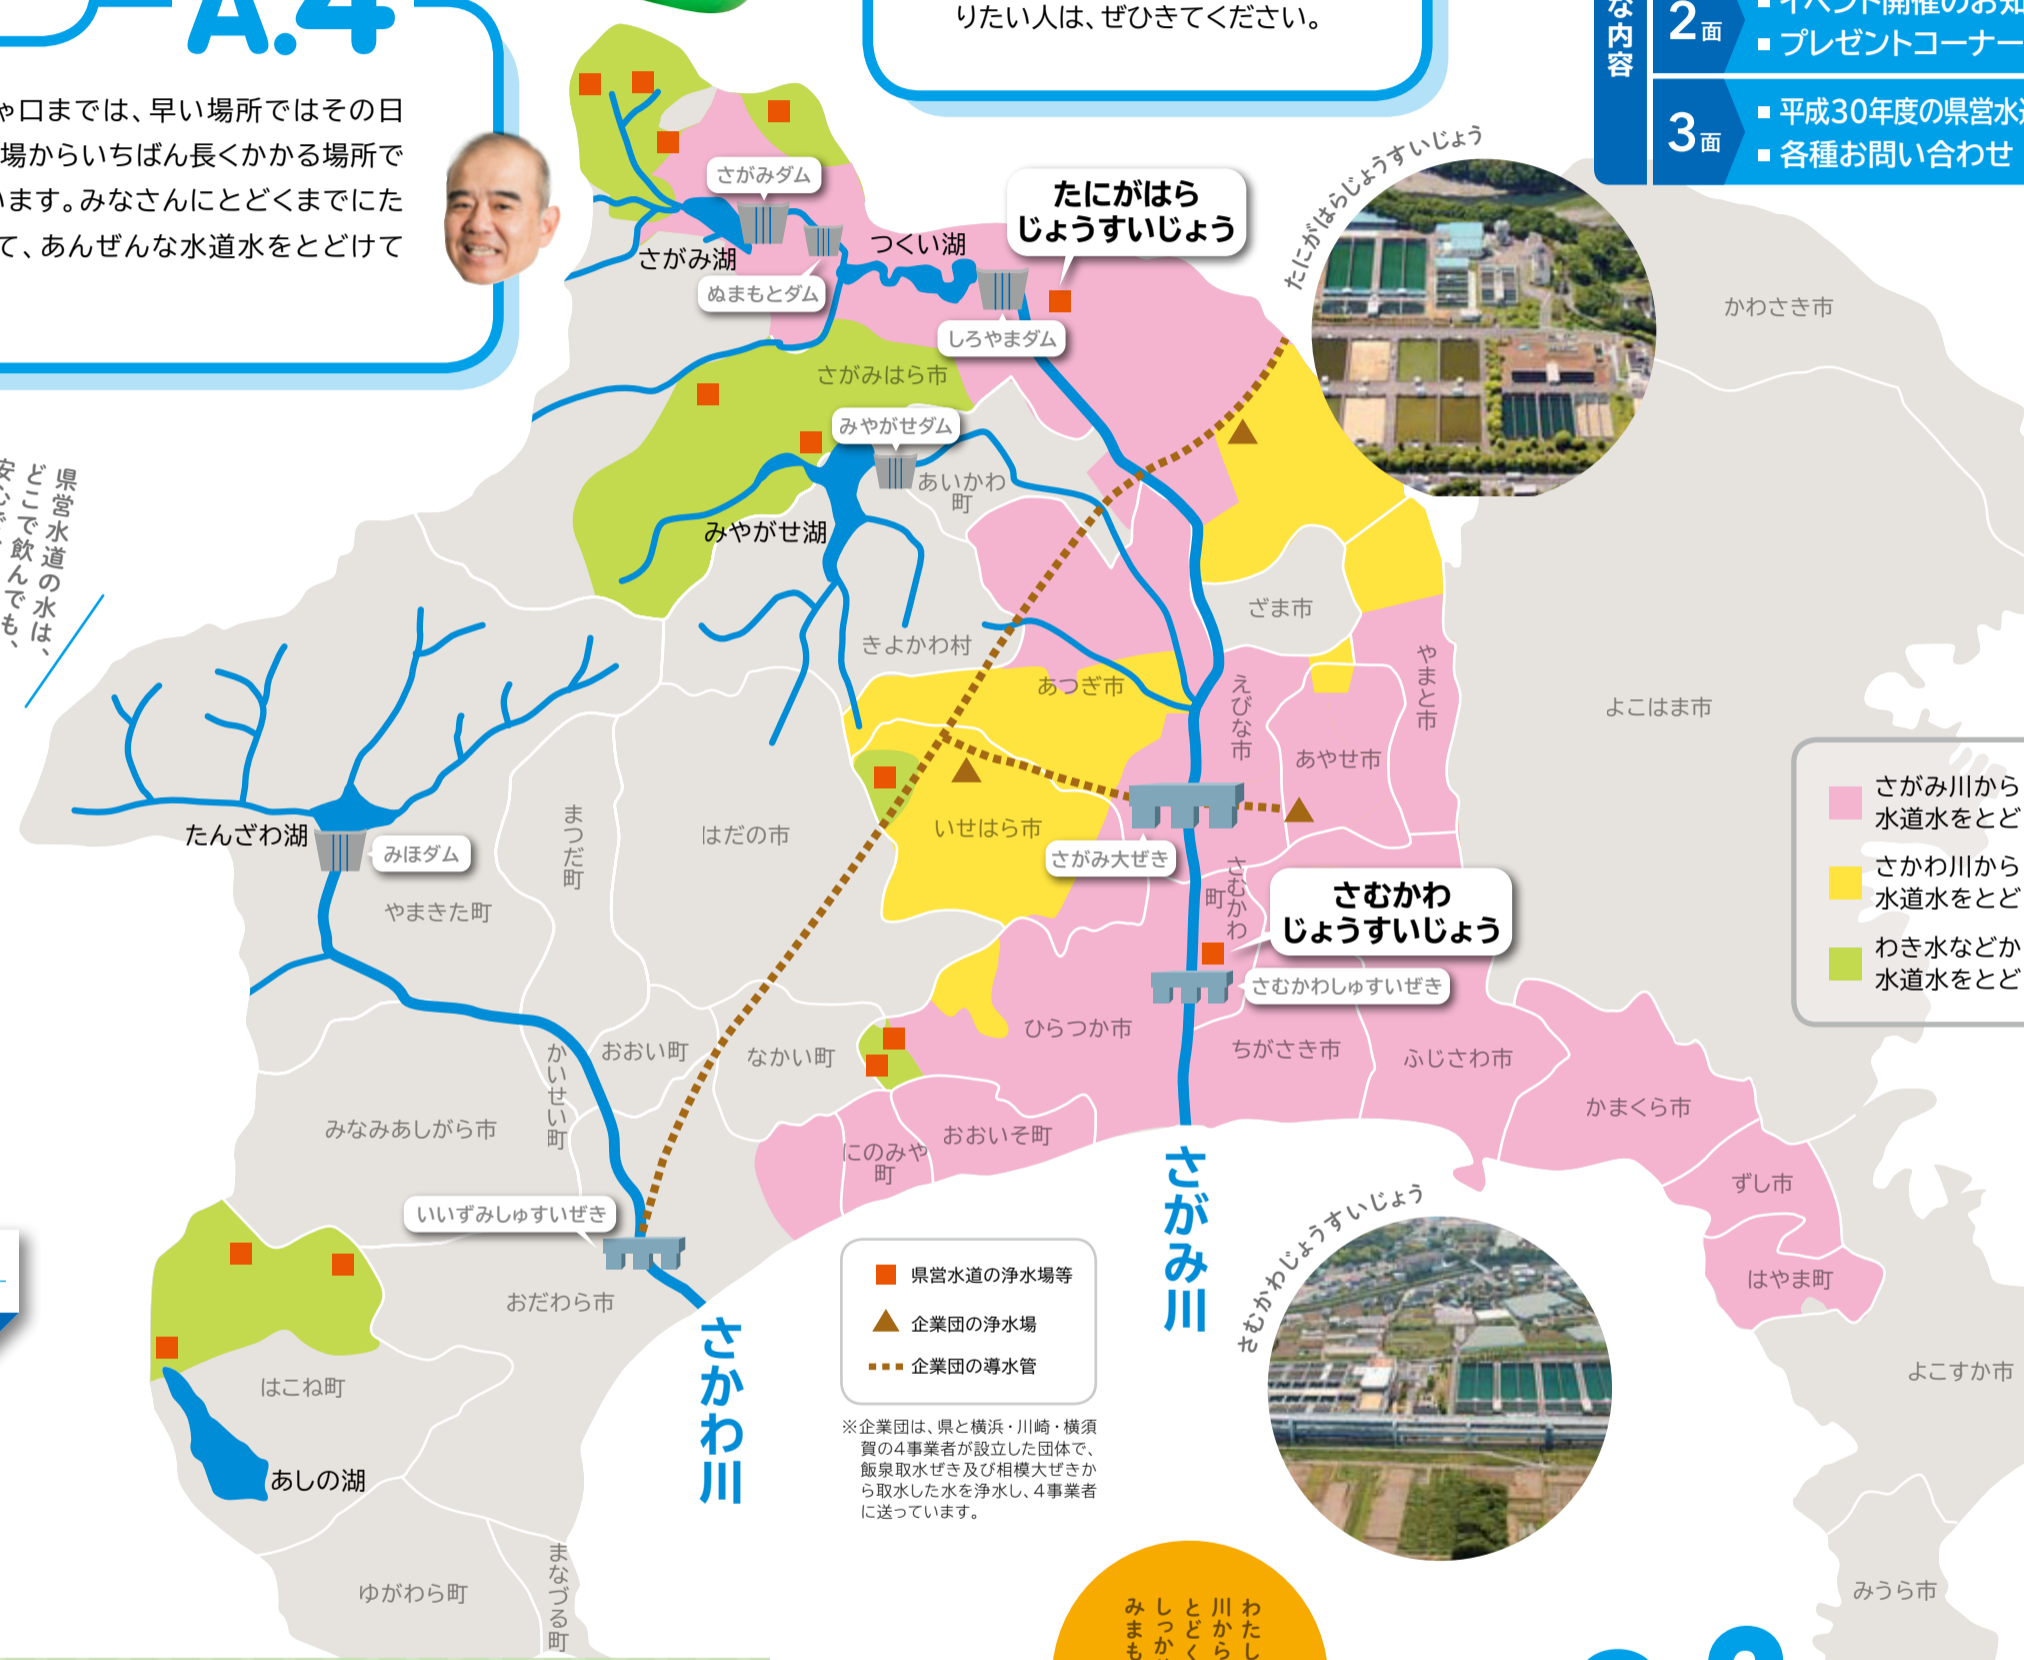 A.4
ゃ口までは、早い場所ではその日
場からいちばん長くかかる場所で
います。みなさんにとどくまでにた
て、あんぜんな水道水をとどけて
りたい人は、ぜひきてください。
な内容
2面
イベント開催のお知
プレゼントコーナー
3面
平成30年度の県営水道
各種お問い合わせ
県営水道の水は、
どこで飲んでも、
さがみダム
さがみ湖
ぬまもとダム
つくい湖
たにがはら
じょうすいじょう
しろやまダム
たにがはらじょうすいじょう
かわさき市
さがみはら市
みやがせダム
あいかわ
町
みやがせ湖
きよかわ村
ざま市
あつぎ市
えびな市
やまと市
あやせ市
よこはま市
さがみ川から
水道水をとど
さかわ川から
水道水をとど
わき水などか
水道水をとど
たんざわ湖
みほダム
まつだ町
はだの市
いせはら市
さがみ大ぜき
やまきた町
さむかわ
町
さむかわ
じょうすいじょう
さむかわしゅすいぜき
ひらつか市
ちがさき市
ふじさわ市
かまくら市
おおい町
なかい町
かいせい町
みなみあしがら市
にのみや
町
おおいそ町
ずし市
はやま町
いいずみしゅすいぜき
おだわら市
さがみ川
さかわ川
県営水道の浄水場等
企業団の浄水場
企業団の導水管
※企業団は、県と横浜・川崎・横須
賀の4事業者が設立した団体で、
飯泉取水ぜき及び相模大ぜきか
ら取水した水を浄水し、4事業者
に送っています。
さむかわじょうすいじょう
はこね町
あしの湖
よこすか市
ゆがわら町
まなづる町
みうら市
わたし
川から
とどく
しっか
みまも